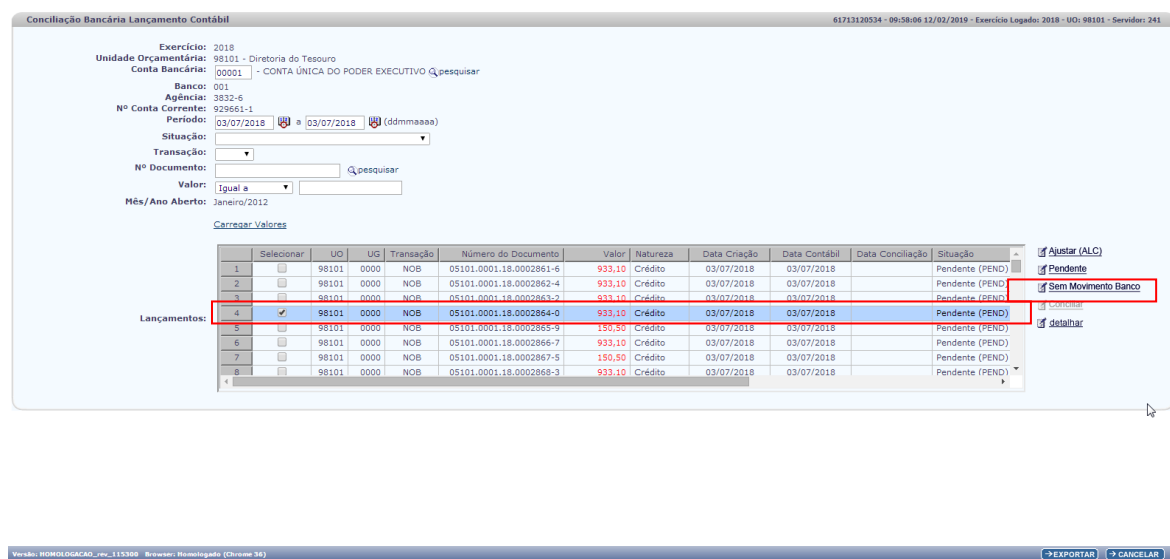 Conciliação Bancária Lançamento Contábil 61713120534 - 09:58:06 12/02/2019 - Exercício Logado: 2018 - UO: 98101 - Servidor: 241
Exercício: 2018
Unidade Orçamentária: 98101 - Diretoria do Tesouro
Conta Bancária: 00001 - CONTA ÚNICA DO PODER EXECUTIVO pesquisar
Banco: 001
Agência: 3832-6
Nº Conta Corrente: 929661-1
Período: 03/07/2018 a 03/07/2018 (ddmmaaaa)
Situação:
Transação:
Nº Documento: pesquisar
Valor: Igual a
Mês/Ano Aberto: Janeiro/2012
Carregar Valores
Selecionar UO UG Transação Número do Documento Valor Natureza Data Criação Data Contábil Data Conciliação Situação Ajustar (ALC)
1 98101 0000 NOB 05101.0001.18.0002861-6 933,10 Crédito 03/07/2018 03/07/2018 Pendente (PEND) Pendente
2 98101 0000 NOB 05101.0001.18.0002862-4 933,10 Crédito 03/07/2018 03/07/2018 Pendente (PEND) Sem Movimento Banco
3 98101 0000 NOB 05101.0001.18.0002863-2 933,10 Crédito 03/07/2018 03/07/2018 Pendente (PEND) Conciliar
Lançamentos: 4 98101 0000 NOB 05101.0001.18.0002864-0 933,10 Crédito 03/07/2018 03/07/2018 Pendente (PEND)
5 98101 0000 NOB 05101.0001.18.0002865-9 150,50 Crédito 03/07/2018 03/07/2018 Pendente (PEND) detalhar
6 98101 0000 NOB 05101.0001.18.0002866-7 933,10 Crédito 03/07/2018 03/07/2018 Pendente (PEND)
7 98101 0000 NOB 05101.0001.18.0002867-5 150,50 Crédito 03/07/2018 03/07/2018 Pendente (PEND)
8 98101 0000 NOB 05101.0001.18.0002868-3 933,10 Crédito 03/07/2018 03/07/2018 Pendente (PEND)
Versão: HOMOLOGACAO_rev_115300 Browser: Homologado (Chrome 36) EXPORTAR CANCELAR